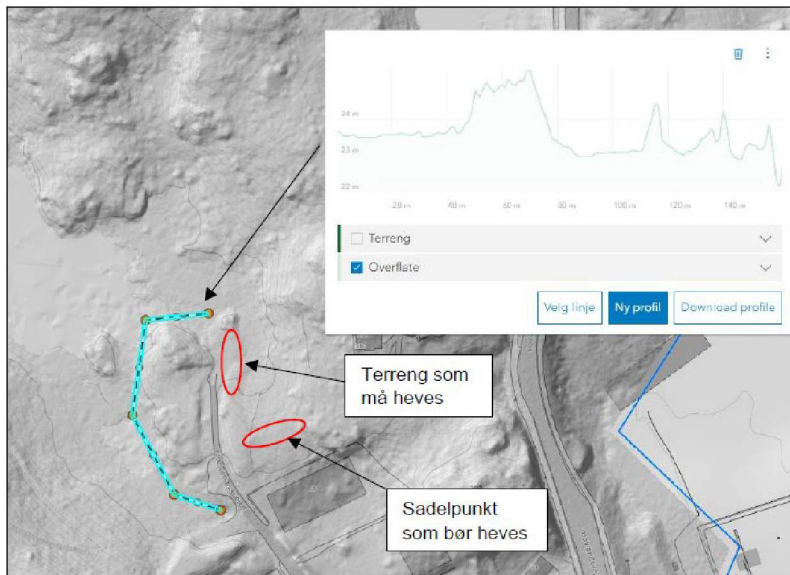 24 m
23 m
22 m
20 m
40 m
60 m
80 m
100 m
120 m
140 m
Terreng
Overflate
Velg linje
Ny profil
Download profile
Terreng som
må heves
Sadelpunkt
som bør heves